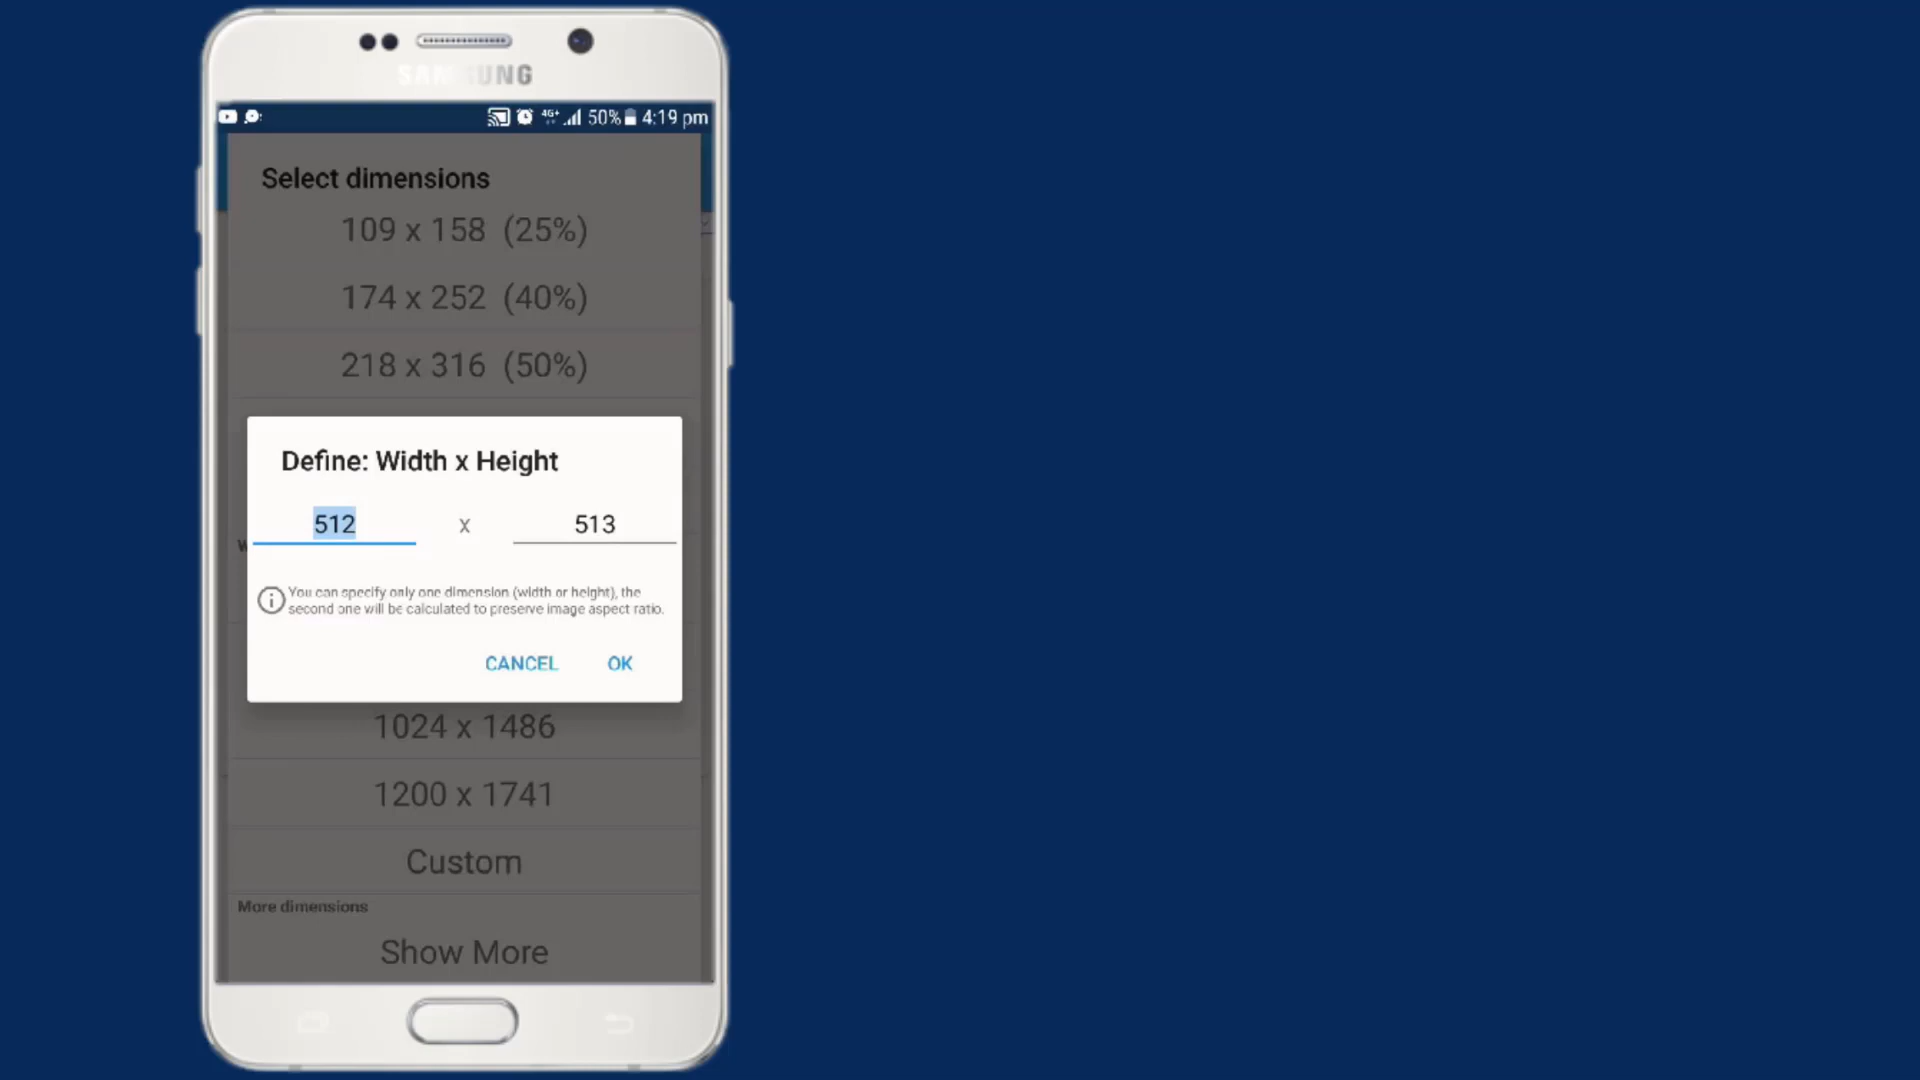 SAMSUNG
4G+ 50% 4:19 pm
Select dimensions
109 x 158 (25%)
174 x 252 (40%)
218 x 316 (50%)
Define: Width x Height
512 x 513
You can specify only one dimension (width or height), the
second one will be calculated to preserve image aspect ratio.
CANCEL OK
1024 x 1486
1200 x 1741
Custom
More dimensions
Show More